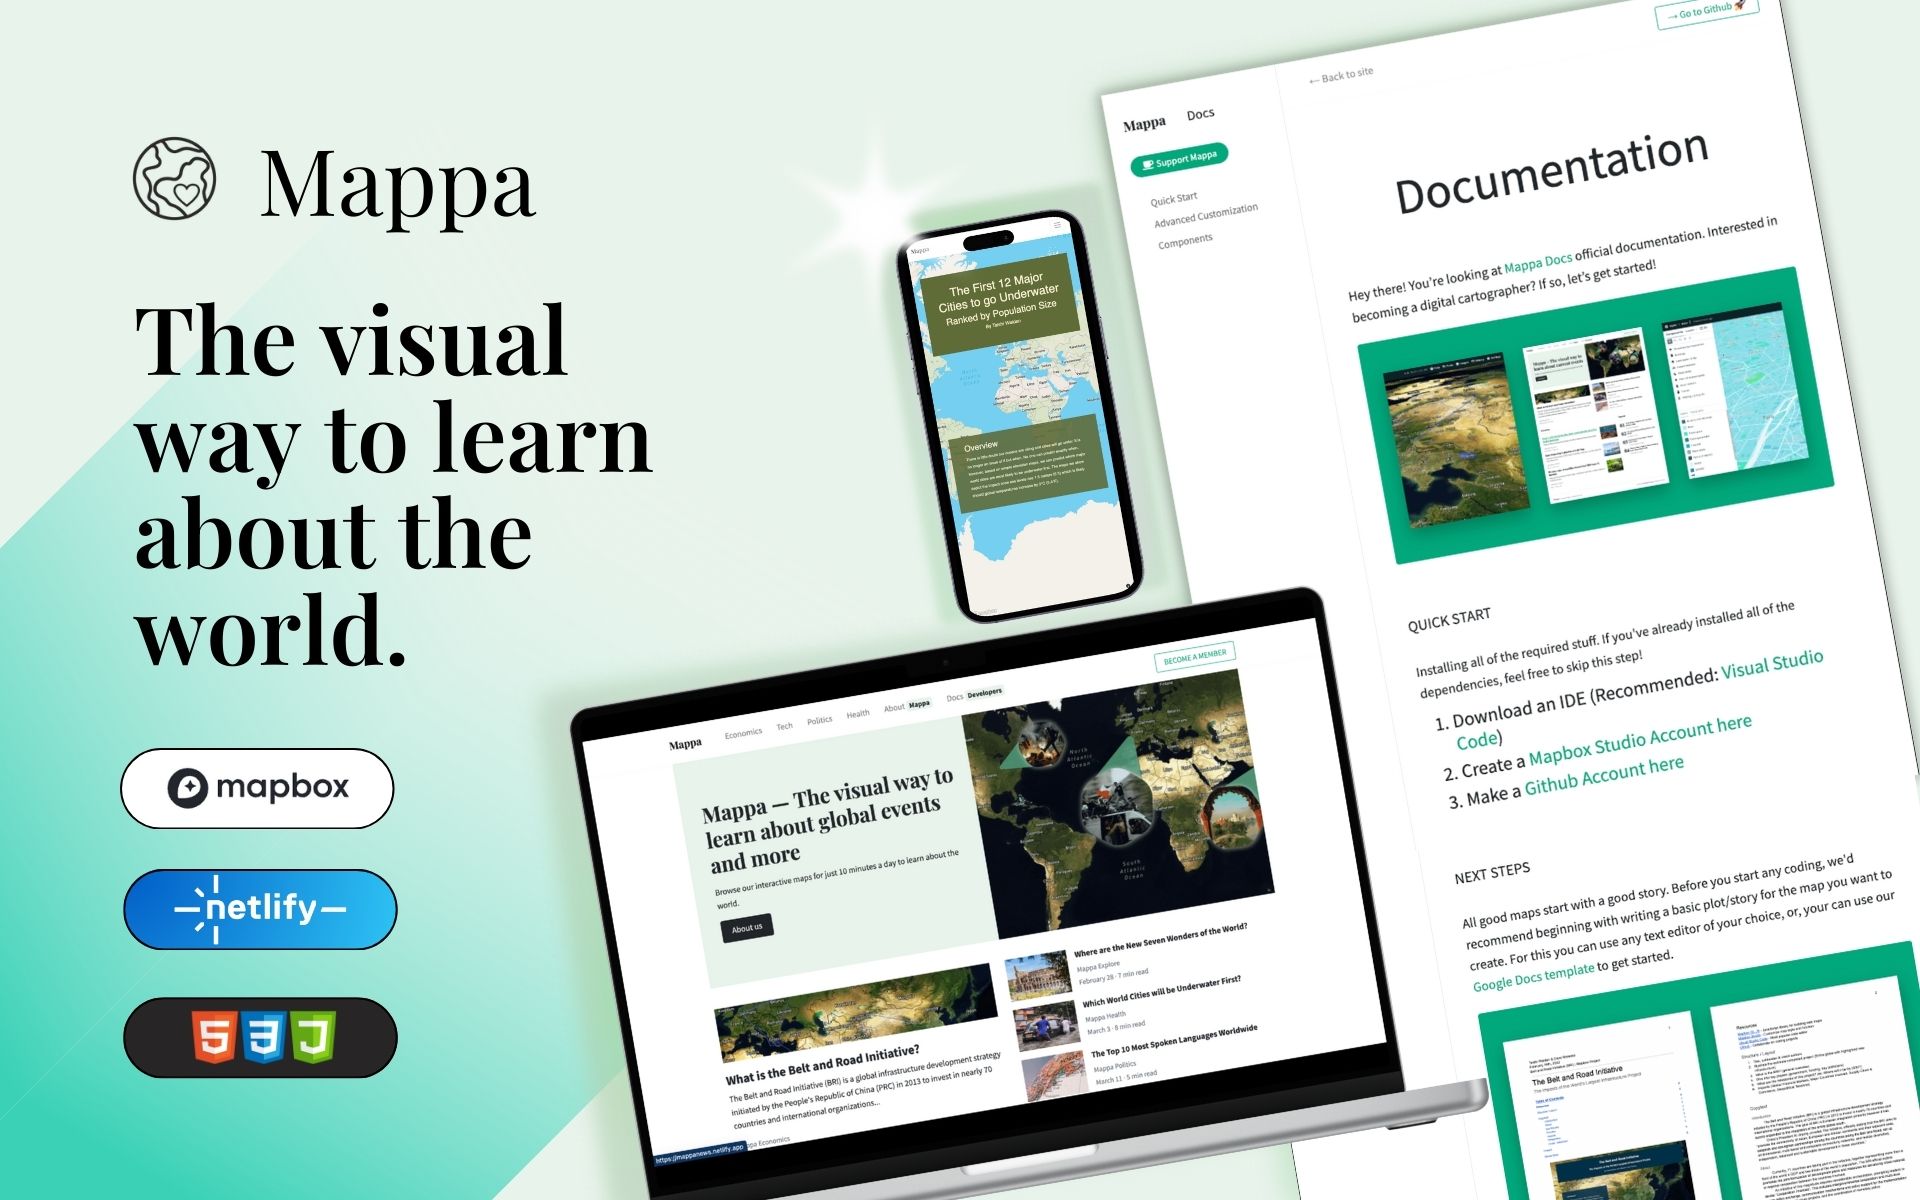 Mappa
The visual
way to learn
about the
world.
mapbox
netlify
Mappa
The First 12 Major
Cities to go Underwater
Ranked by Population Size
Overview
Mappa
Economics
Tech
Politics
Health
About Mappa
Docs Developers
BECOME A MEMBER
Mappa — The visual way to
learn about global events
and more
Browse our interactive maps for just 10 minutes a day to learn about the
world.
About us
North
Atlantic
Ocean
South
Atlantic
Ocean
What is the Belt and Road Initiative?
The Belt and Road Initiative (BRI) is a global infrastructure development strategy
initiated by the People's Republic of China (PRC) in 2013 to invest in nearly 70
countries and international organizations...
Economics
https://mappanews.netlify.app
Where are the New Seven Wonders of the World?
Mappa Explore
February 28 · 7 min read
Which World Cities will be Underwater First?
Mappa Health
March 3 · 8 min read
The Top 10 Most Spoken Languages Worldwide
Mappa Politics
March 11 · 5 min read
→ Go to Github 🚀
← Back to site
Mappa Docs
Support Mappa
Quick Start
Advanced Customization
Components
Documentation
Hey there! You're looking at Mappa Docs official documentation. Interested in
becoming a digital cartographer? If so, let's get started!
QUICK START
Installing all of the required stuff. If you've already installed all of the
dependencies, feel free to skip this step!
1. Download an IDE (Recommended: Visual Studio
Code)
2. Create a Mapbox Studio Account here
3. Make a Github Account here
NEXT STEPS
All good maps start with a good story. Before you start any coding, we'd
recommend beginning with writing a basic plot/story for the map you want to
create. For this you can use any text editor of your choice, or, your can use our
Google Docs template to get started.
The Belt and Road Initiative